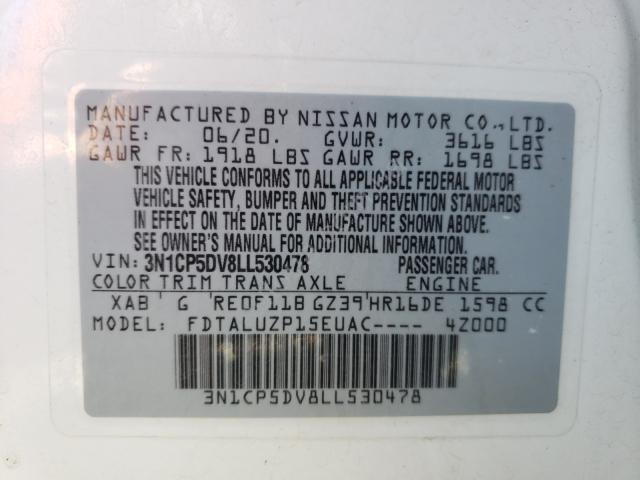 MANUFACTURED BY NISSAN MOTOR CO.,LTD.
DATE: 06/20. GVWR: 3616 LBS
GAWR FR: 1918 LBS GAWR RR: 1698 LBS
THIS VEHICLE CONFORMS TO ALL APPLICABLE FEDERAL MOTOR
VEHICLE SAFETY, BUMPER AND THEFT PREVENTION STANDARDS
IN EFFECT ON THE DATE OF MANUFACTURE SHOWN ABOVE.
SEE OWNER'S MANUAL FOR ADDITIONAL INFORMATION
VIN: 3N1CP5DV8LL530478 PASSENGER CAR.
COLOR TRIM TRANS AXLE ENGINE
XAB G RE0F11B GZ39 HR16DE 1598 CC
MODEL: FDTALUZP15EUAC---- 4Z000
3N1CP5DV8LL530478